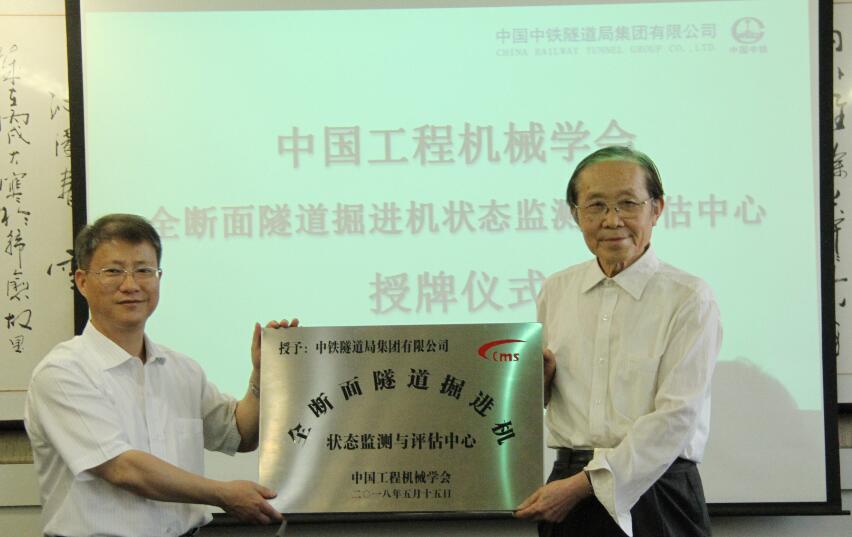 中国中铁隧道局集团有限公司
CHINA RAILWAY TUNNEL GROUP CO.,LTD.
中国中铁
中国工程机械学会
全断面隧道掘进机状态监测 评估中心
授牌仪式
授予：中铁隧道局集团有限公司
cms
全断面隧道掘进机
状态监测与评估中心
中国工程机械学会
二〇一八年五月十五日